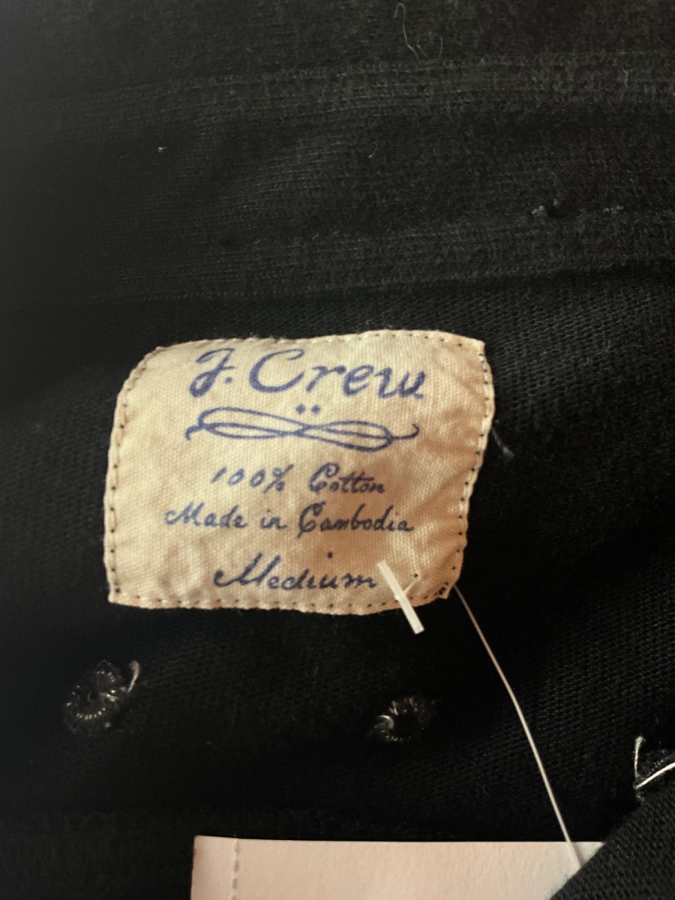 J. Crew
100% Cotton
Made in Cambodia
Medium